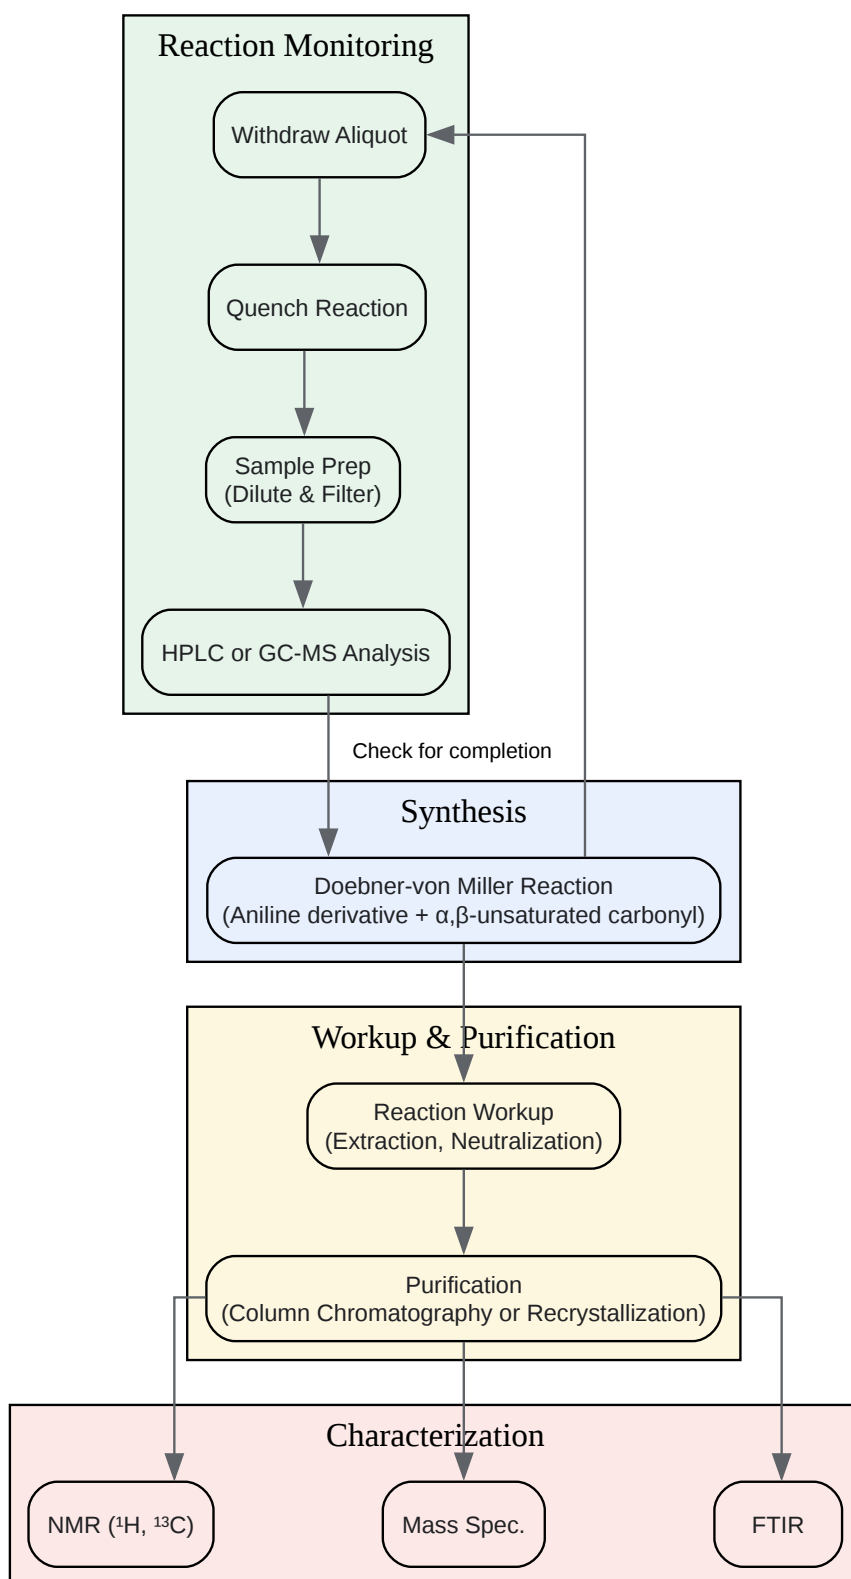 Reaction Monitoring
Withdraw Aliquot
Quench Reaction
Sample Prep
(Dilute & Filter)
HPLC or GC-MS Analysis
Check for completion
Synthesis
Doebner-von Miller Reaction
(Aniline derivative + α,β-unsaturated carbonyl)
Workup & Purification
Reaction Workup
(Extraction, Neutralization)
Purification
(Column Chromatography or Recrystallization)
Characterization
NMR (¹H, ¹³C)
Mass Spec.
FTIR